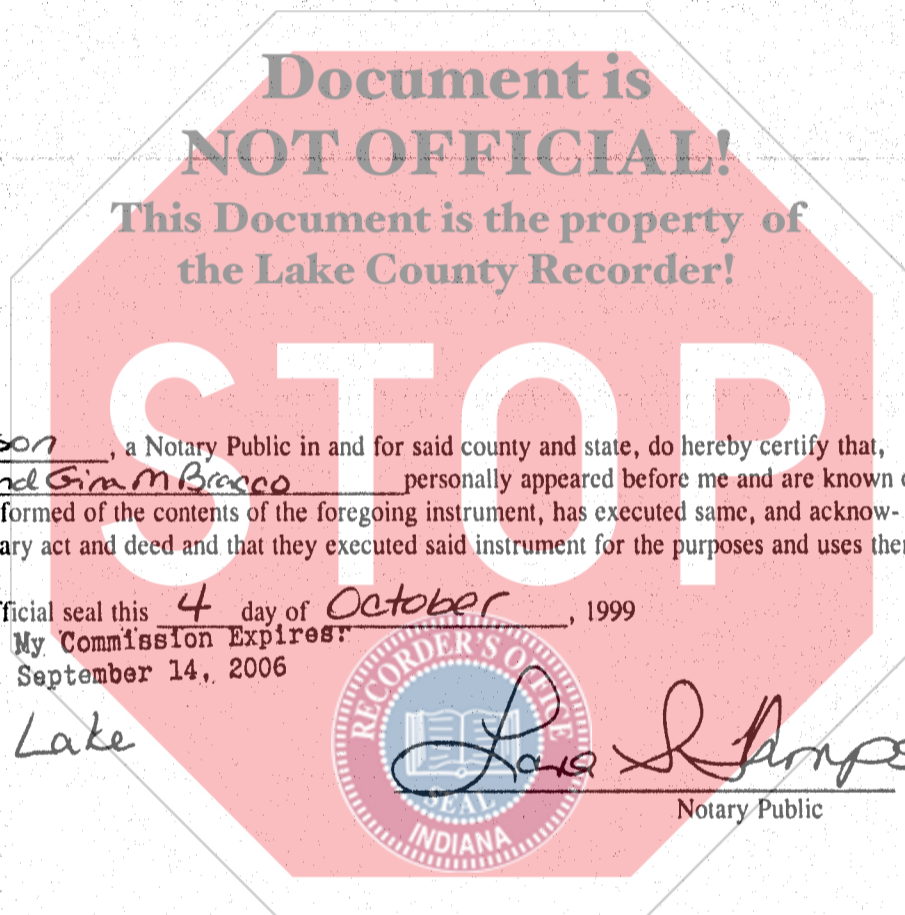 Document is
NOT OFFICIAL!
This Document is the property of
the Lake County Recorder!
STOP
son, a Notary Public in and for said county and state, do hereby certify that,
nd Gina M Bracco personally appeared before me and are known
formed of the contents of the foregoing instrument, has executed same, and acknow-
ary act and deed and that they executed said instrument for the purposes and uses ther
ficial seal this 4 day of October, 1999
My Commission Expires:
September 14, 2006
Lake
RECORDER'S OFFICE
SEAL
INDIANA
Notary Public